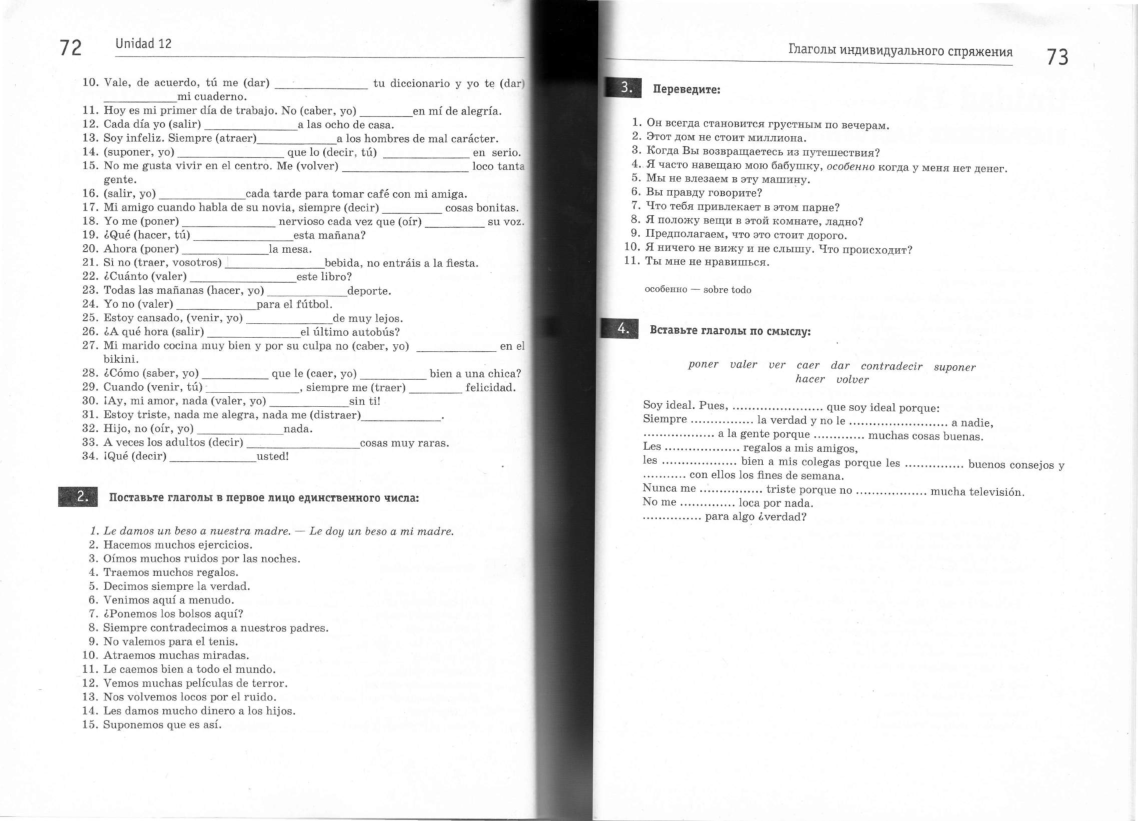 72 Unidad 12
10. Vale, de acuerdo, tú me (dar) ______________ tu diccionario y yo te (dar)
___________mi cuaderno.
11. Hoy es mi primer día de trabajo. No (caber, yo) ________en mí de alegría.
12. Cada día yo (salir) ______________a las ocho de casa.
13. Soy infeliz. Siempre (atraer)____________a los hombres de mal carácter.
14. (suponer, yo) ________________ que lo (decir, tú) _____________ en serio.
15. No me gusta vivir en el centro. Me (volver) ___________________ loco tanta
gente.
16. (salir, yo) _____________cada tarde para tomar café con mi amiga.
17. Mi amigo cuando habla de su novia, siempre (decir) _________ cosas bonitas.
18. Yo me (poner) ______________ nervioso cada vez que (oír) _________ su voz.
19. ¿Qué (hacer, tú) _______________esta mañana?
20. Ahora (poner) _____________la mesa.
21. Si no (traer, vosotros) _______________bebida, no entráis a la fiesta.
22. ¿Cuánto (valer) ________________este libro?
23. Todas las mañanas (hacer, yo) ____________deporte.
24. Yo no (valer) ____________para el fútbol.
25. Estoy cansado, (venir, yo) _____________de muy lejos.
26. ¿A qué hora (salir) ______________el último autobús?
27. Mi marido cocina muy bien y por su culpa no (caber, yo) ____________ en el
bikini.
28. ¿Cómo (saber, yo) __________ que le (caer, yo) __________ bien a una chica?
29. Cuando (venir, tú) ______________, siempre me (traer) ________ felicidad.
30. ¡Ay, mi amor, nada (valer, yo) ____________sin ti!
31. Estoy triste, nada me alegra, nada me (distraer)____________.
32. Hijo, no (oír, yo) _____________nada.
33. A veces los adultos (decir) _________________cosas muy raras.
34. ¡Qué (decir) _____________usted!
2. Поставьте глаголы в первое лицо единственного числа:
1. Le damos un beso a nuestra madre. — Le doy un beso a mi madre.
2. Hacemos muchos ejercicios.
3. Oímos muchos ruidos por las noches.
4. Traemos muchos regalos.
5. Decimos siempre la verdad.
6. Venimos aquí a menudo.
7. ¿Ponemos los bolsos aquí?
8. Siempre contradecimos a nuestros padres.
9. No valemos para el tenis.
10. Atraemos muchas miradas.
11. Le caemos bien a todo el mundo.
12. Vemos muchas películas de terror.
13. Nos volvemos locos por el ruido.
14. Les damos mucho dinero a los hijos.
15. Suponemos que es así.
Глаголы индивидуального спряжения 73
3. Переведите:
1. Он всегда становится грустным по вечерам.
2. Этот дом не стоит миллиона.
3. Когда Вы возвращаетесь из путешествия?
4. Я часто навещаю мою бабушку, особенно когда у меня нет денег.
5. Мы не влезаем в эту машину.
6. Вы правду говорите?
7. Что тебя привлекает в этом парне?
8. Я положу вещи в этой комнате, ладно?
9. Предполагаем, что это стоит дорого.
10. Я ничего не вижу и не слышу. Что происходит?
11. Ты мне не нравишься.
особенно — sobre todo
4. Вставьте глаголы по смыслу:
poner valer ver caer dar contradecir suponer
hacer volver
Soy ideal. Pues, ....................... que soy ideal porque:
Siempre ................ la verdad y no le ......................... a nadie,
.................. a la gente porque ............. muchas cosas buenas.
Les ................... regalos a mis amigos,
les ................... bien a mis colegas porque les ............... buenos consejos y
........... con ellos los fines de semana.
Nunca me ................ triste porque no .................. mucha televisión.
No me .............. loca por nada.
............... para algo ¿verdad?